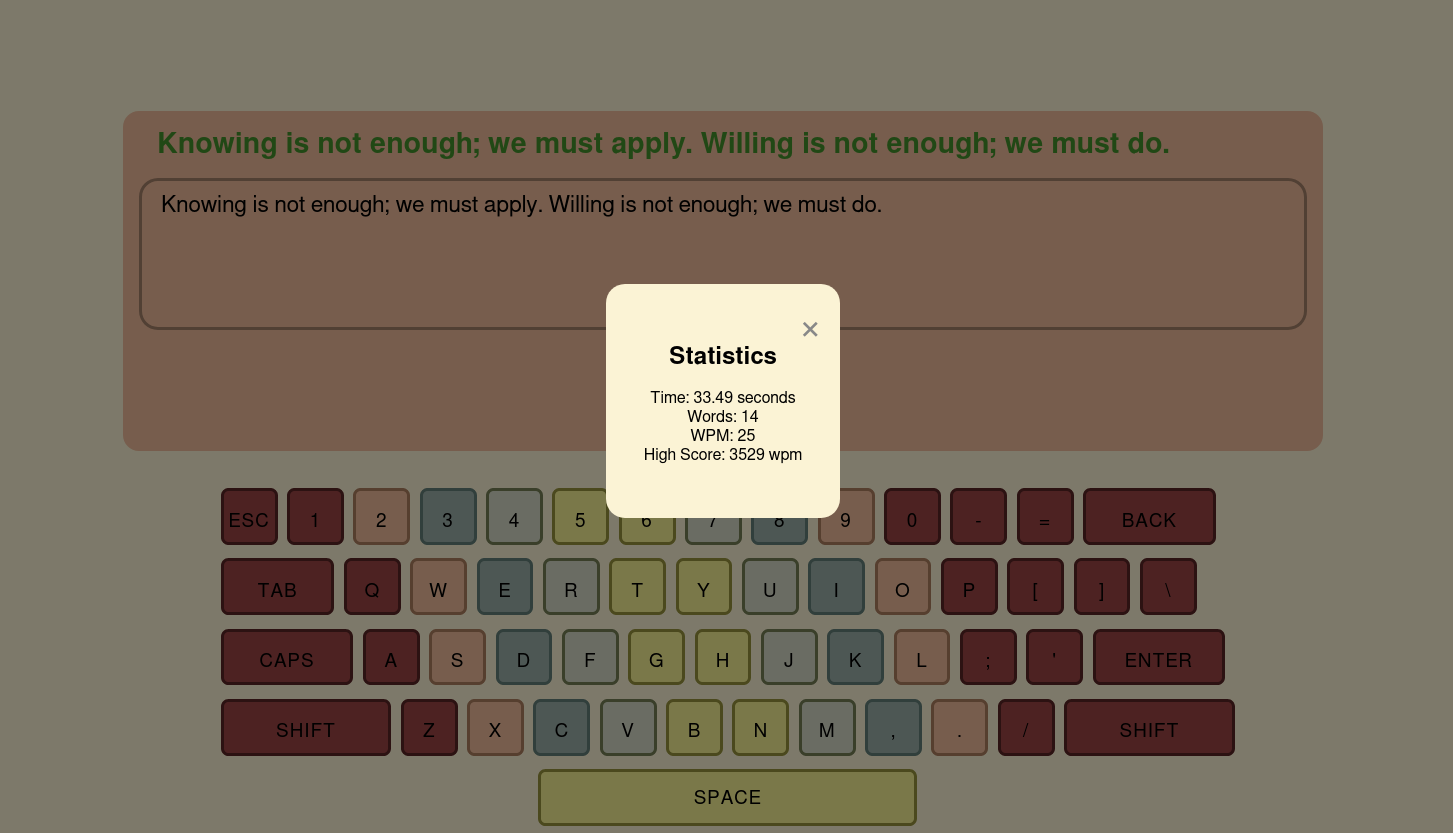 Knowing is not enough; we must apply. Willing is not enough; we must do.
Knowing is not enough; we must apply. Willing is not enough; we must do.
×
Statistics
Time: 33.49 seconds
Words: 14
WPM: 25
High Score: 3529 wpm
ESC 1 2 3 4 5 6 7 8 9 0 - = BACK
TAB Q W E R T Y U I O P [ ] \
CAPS A S D F G H J K L ; ' ENTER
SHIFT Z X C V B N M , . / SHIFT
SPACE